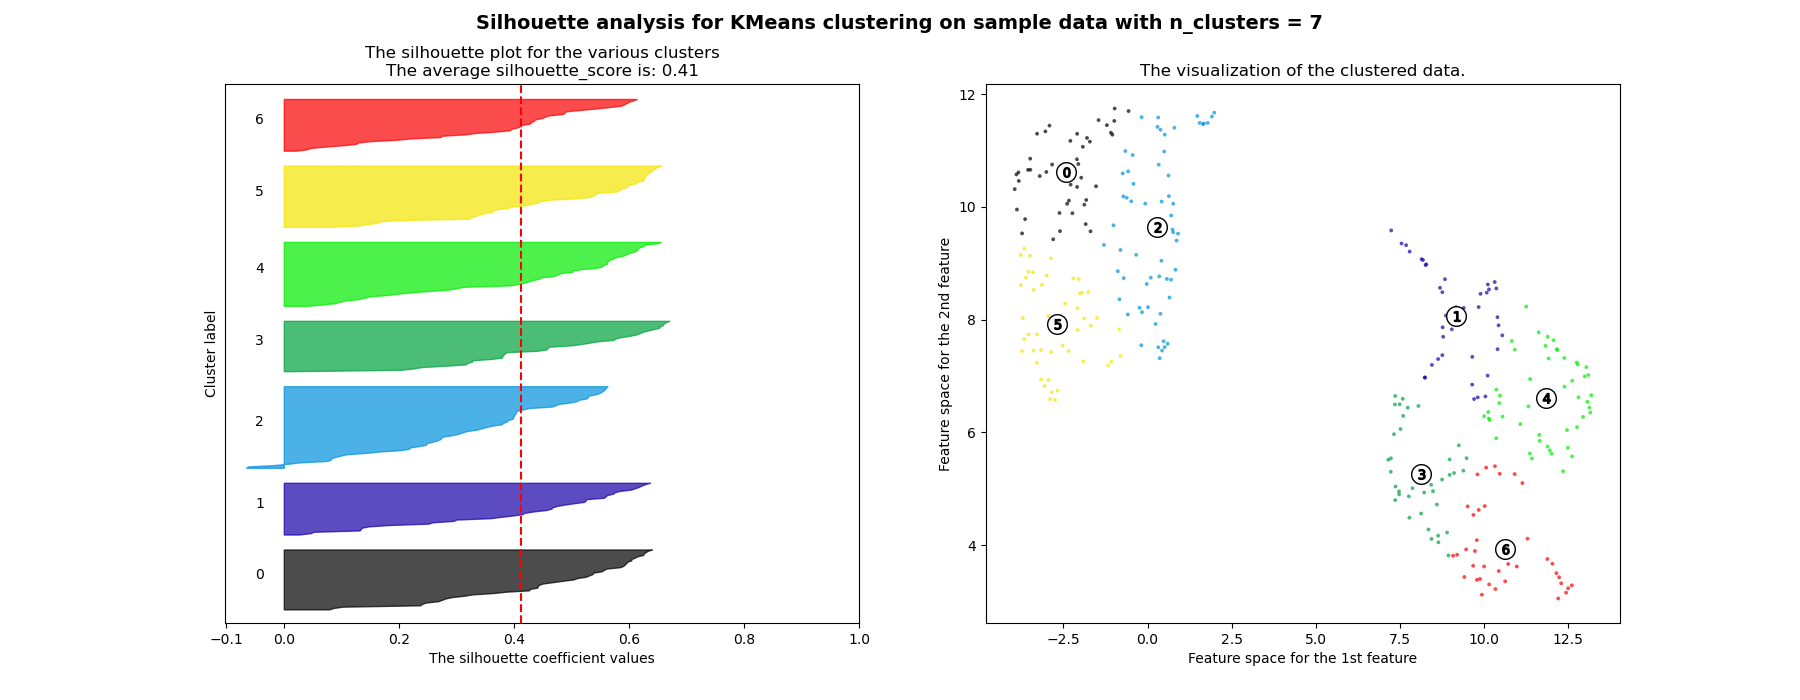 Silhouette analysis for KMeans clustering on sample data with n_clusters = 7
The silhouette plot for the various clusters
The average silhouette_score is: 0.41
Cluster label
6
5
4
3
2
1
0
−0.1 0.0 0.2 0.4 0.6 0.8 1.0
The silhouette coefficient values
The visualization of the clustered data.
Feature space for the 2nd feature
12
10
8
6
4
0
2
5
1
4
3
6
−2.5 0.0 2.5 5.0 7.5 10.0 12.5
Feature space for the 1st feature